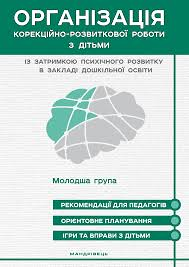 ОРГАНІЗАЦІЯ
КОРЕКЦІЙНО-РОЗВИТКОВОЇ РОБОТИ
З ДІТЬМИ
ІЗ ЗАТРИМКОЮ ПСИХІЧНОГО РОЗВИТКУ
В ЗАКЛАДІ ДОШКІЛЬНОЇ ОСВІТИ
Молодша група
РЕКОМЕНДАЦІЇ ДЛЯ ПЕДАГОГІВ
ОРІЄНТОВНЕ ПЛАНУВАННЯ
ІГРИ ТА ВПРАВИ З ДІТЬМИ
МАНДРІВЕЦЬ